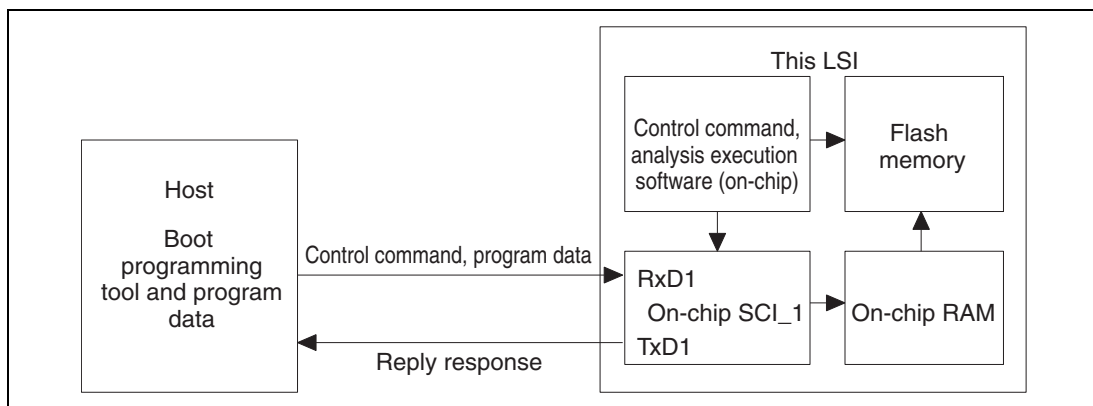 This LSI
Host
Boot
programming
tool and program
data
Control command, program data
Reply response
Control command,
analysis execution
software (on-chip)
Flash
memory
RxD1
On-chip SCI_1
TxD1
On-chip RAM